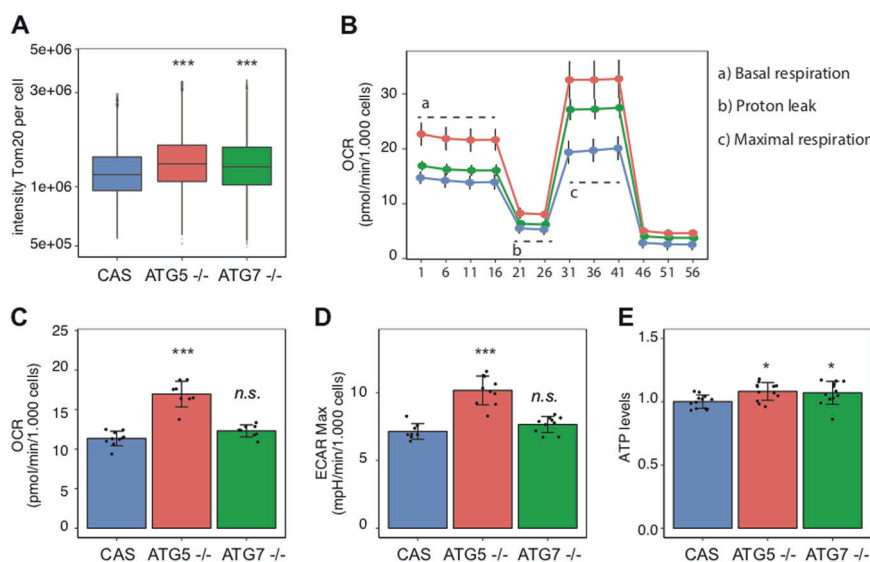 A
intensity Tom20 per cell
5e+06
3e+06
1e+06
5e+05
***
***
CAS ATG5 -/- ATG7 -/-
B
OCR
(pmol/min/1.000 cells)
30
20
10
0
a
b
c
1 6 11 16 21 26 31 36 41 46 51 56
a) Basal respiration
b) Proton leak
c) Maximal respiration
C
OCR
(pmol/min/1.000 cells)
25
20
15
10
5
0
***
n.s.
CAS ATG5 -/- ATG7 -/-
D
ECAR Max
(mpH/min/1.000 cells)
10
5
0
***
n.s.
CAS ATG5 -/- ATG7 -/-
E
ATP levels
1.5
1.0
0.5
0.0
*
*
CAS ATG5 -/- ATG7 -/-